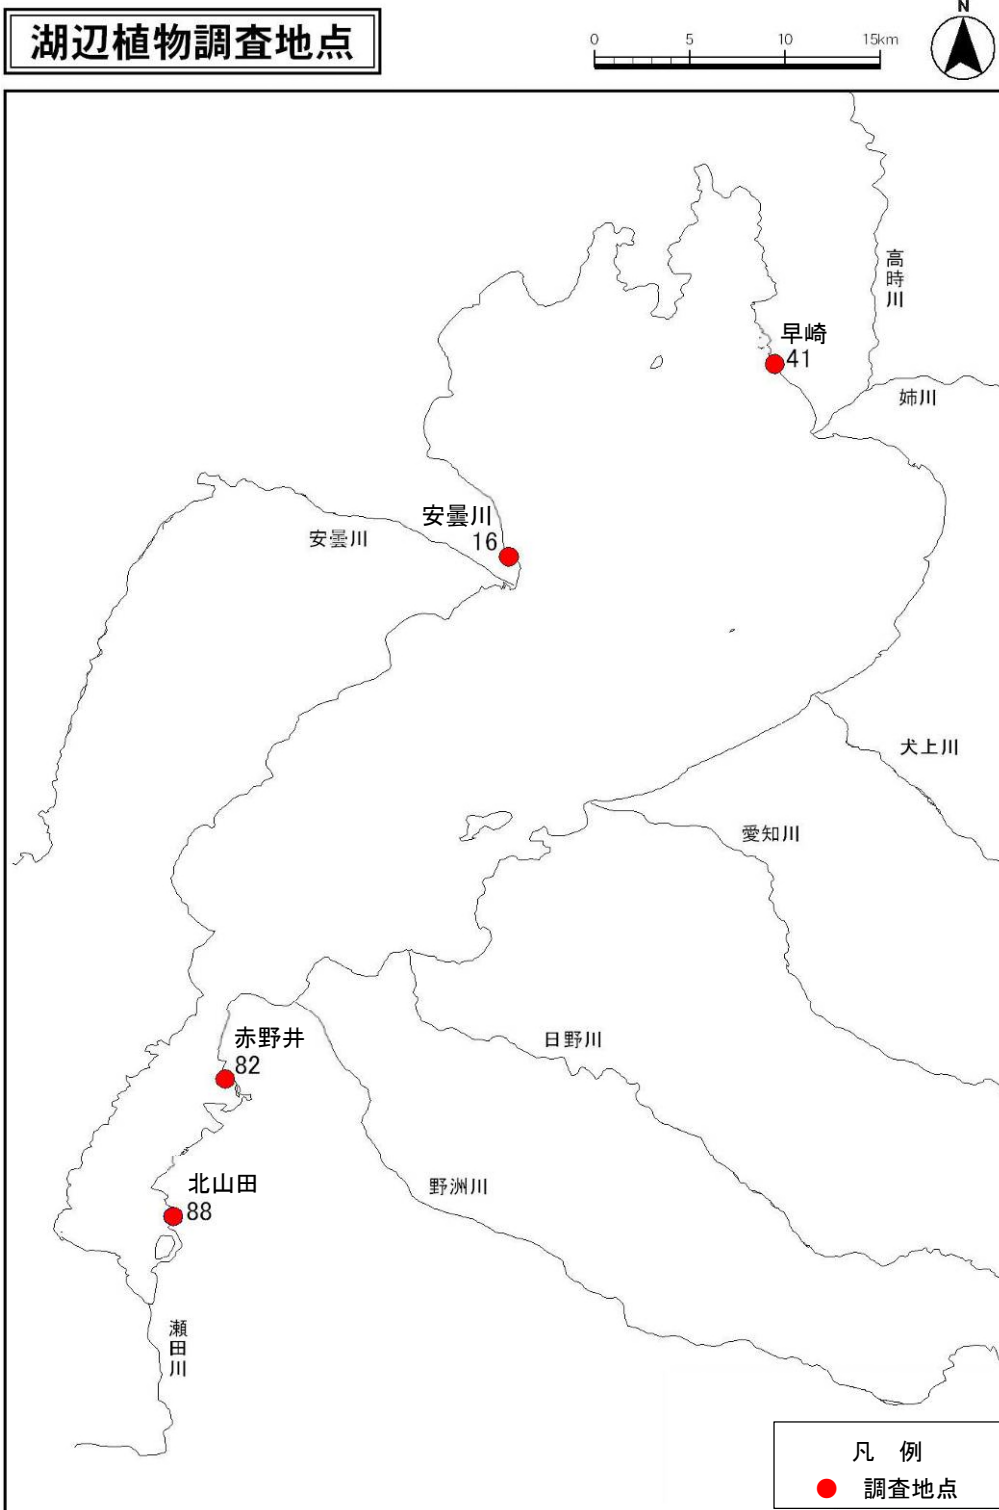 湖辺植物調査地点
0 5 10 15km
N
高時川
早崎
41
姉川
安曇川
16
安曇川
犬上川
愛知川
赤野井
82
日野川
北山田
88
野洲川
瀬田川
凡 例
調査地点